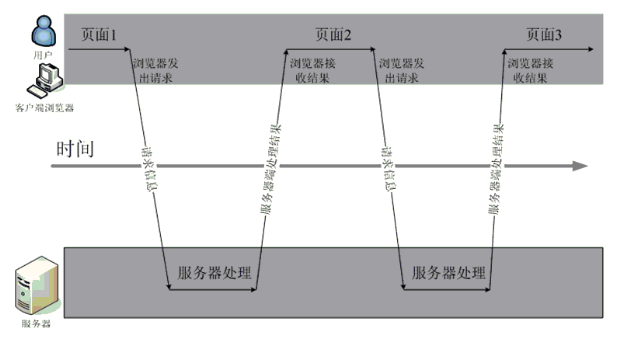 页面1
页面2
页面3
用户
浏览器发
出请求
浏览器接
收结果
浏览器发
出请求
浏览器接
收结果
客户端浏览器
时间
请求信息
服务器端处理结果
请求信息
服务器端处理结果
服务器处理
服务器处理
服务器